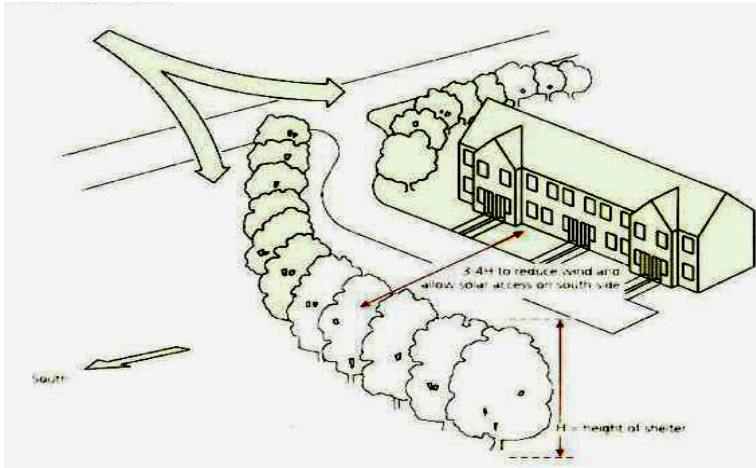 3-4H to reduce wind and
allow solar access on south side
South
H = height of shelter